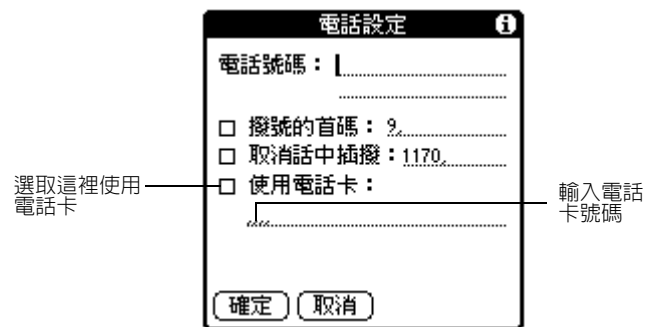 電話設定
電話號碼：
撥號的首碼：9,
取消話中插撥：1170,
使用電話卡：
,,,,
確定
取消
選取這裡使用
電話卡
輸入電話
卡號碼